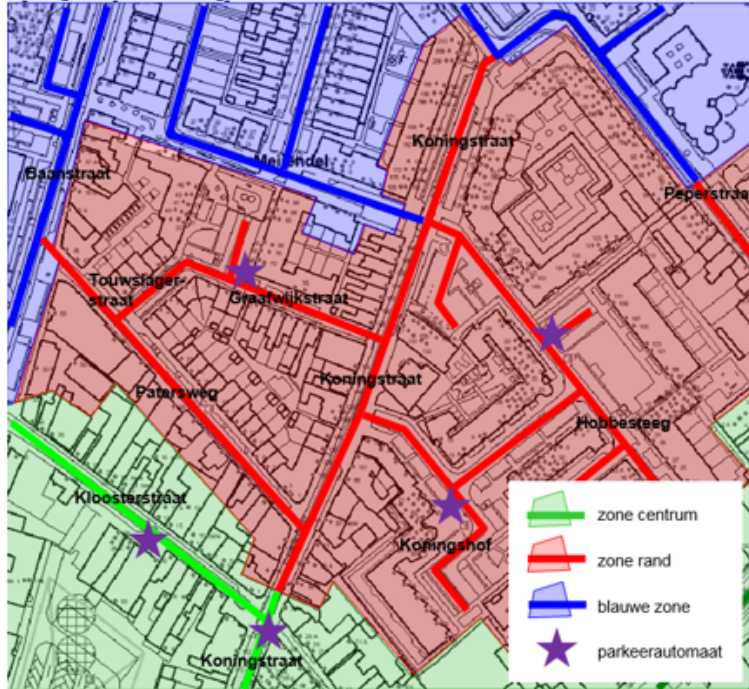 Koningstraat
Meijendel
Baanstraat
Peperstraa
Touwslager-
straat
Graafwijkstraat
Koningstraat
Patersweg
Hobbesteeg
Kloosterstraat
Koningshof
Koningstraat
zone centrum
zone rand
blauwe zone
parkeerautomaat